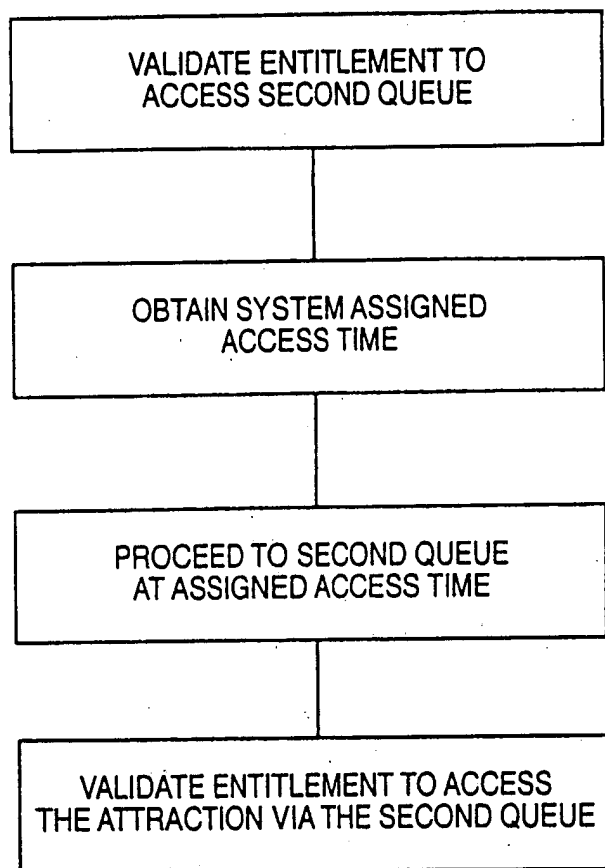 VALIDATE ENTITLEMENT TO
ACCESS SECOND QUEUE
OBTAIN SYSTEM ASSIGNED
ACCESS TIME
PROCEED TO SECOND QUEUE
AT ASSIGNED ACCESS TIME
VALIDATE ENTITLEMENT TO ACCESS
THE ATTRACTION VIA THE SECOND QUEUE